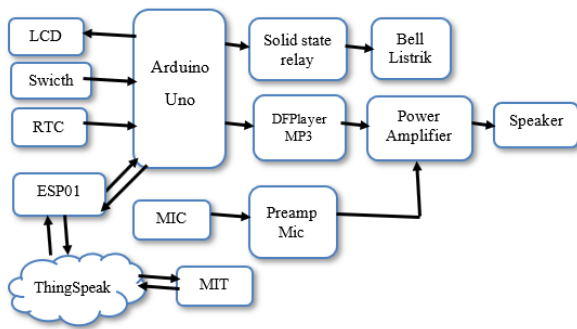 LCD
Swicth
RTC
Arduino
Uno
Solid state
relay
Bell
Listrik
DFPlayer
MP3
Power
Amplifier
Speaker
ESP01
MIC
Preamp
Mic
ThingSpeak
MIT